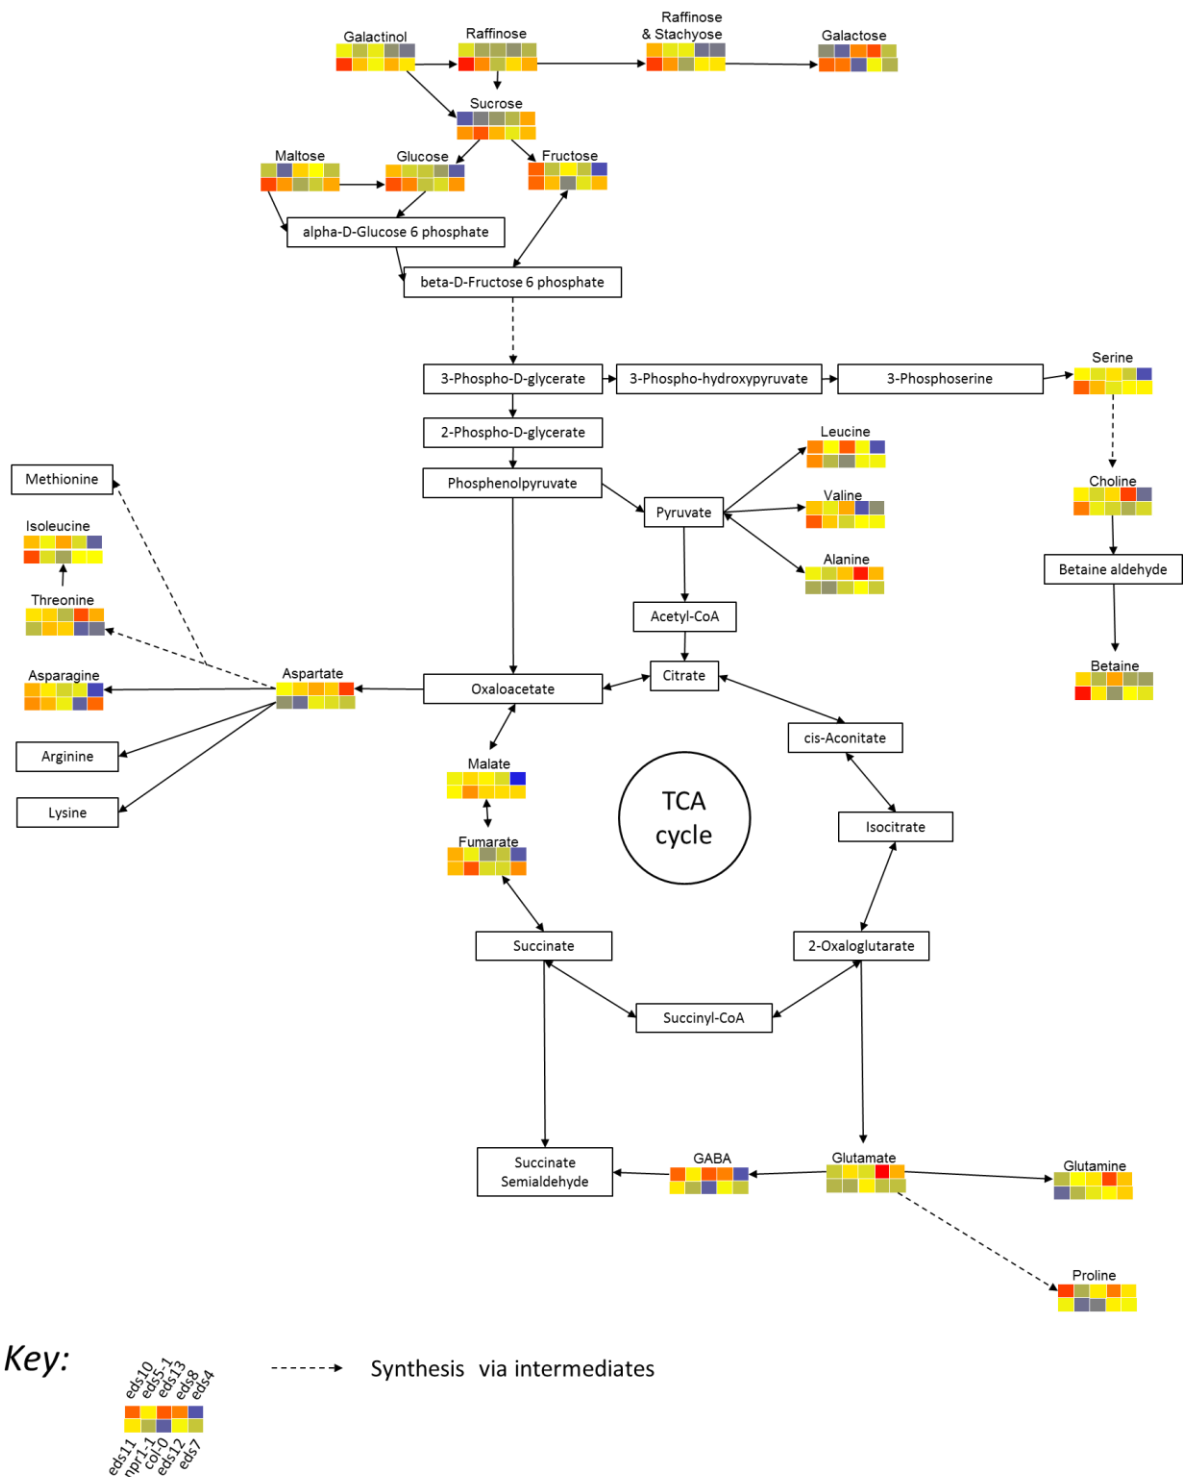 Galactinol
Raffinose
Raffinose
& Stachyose
Galactose
Sucrose
Maltose
Glucose
Fructose
alpha-D-Glucose 6 phosphate
beta-D-Fructose 6 phosphate
3-Phospho-D-glycerate
3-Phospho-hydroxypyruvate
3-Phosphoserine
Serine
2-Phospho-D-glycerate
Leucine
Methionine
Phosphenolpyruvate
Choline
Valine
Pyruvate
Isoleucine
Alanine
Betaine aldehyde
Threonine
Acetyl-CoA
Asparagine
Aspartate
Oxaloacetate
Citrate
Betaine
cis-Aconitate
Arginine
Malate
TCA
cycle
Lysine
Isocitrate
Fumarate
Succinate
2-Oxaloglutarate
Succinyl-CoA
Succinate
Semialdehyde
GABA
Glutamate
Glutamine
Proline
Key:
eds10
eds5-1
eds13
eds8
eds4
eds11
npr1-1
col-0
eds12
eds7
Synthesis via intermediates